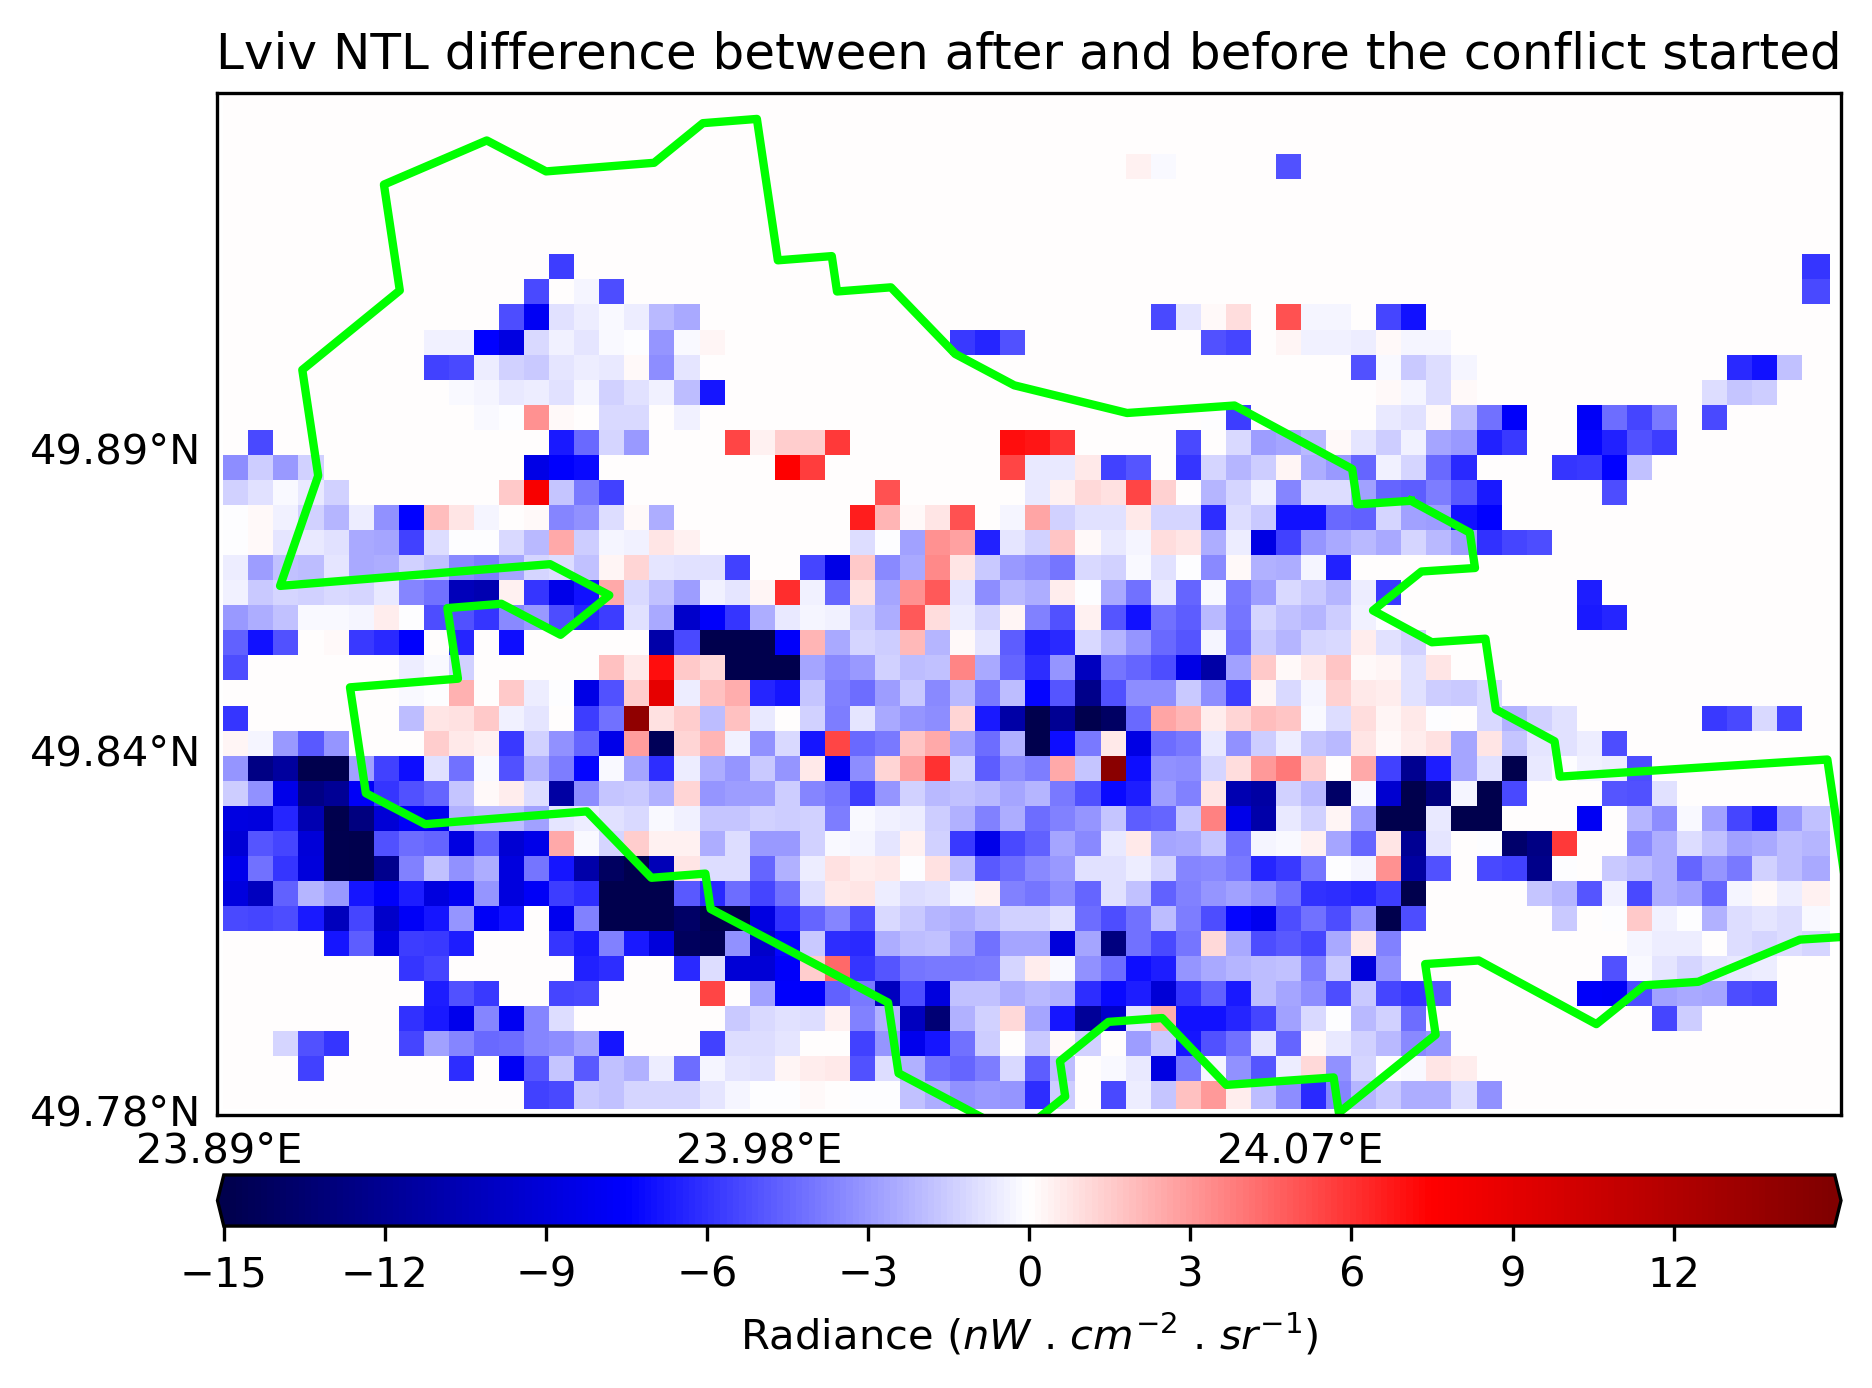 Lviv NTL difference between after and before the conflict started
49.89°N
49.84°N
49.78°N
23.89°E 23.98°E 24.07°E
−15 −12 −9 −6 −3 0 3 6 9 12
Radiance (nW . cm⁻² . sr⁻¹)